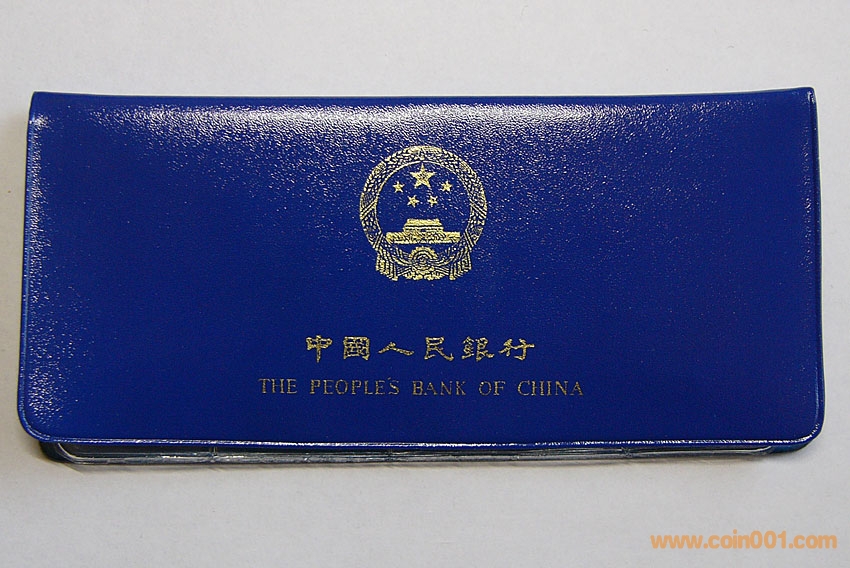 中國人民銀行
THE PEOPLE'S BANK OF CHINA
www.coin001.com